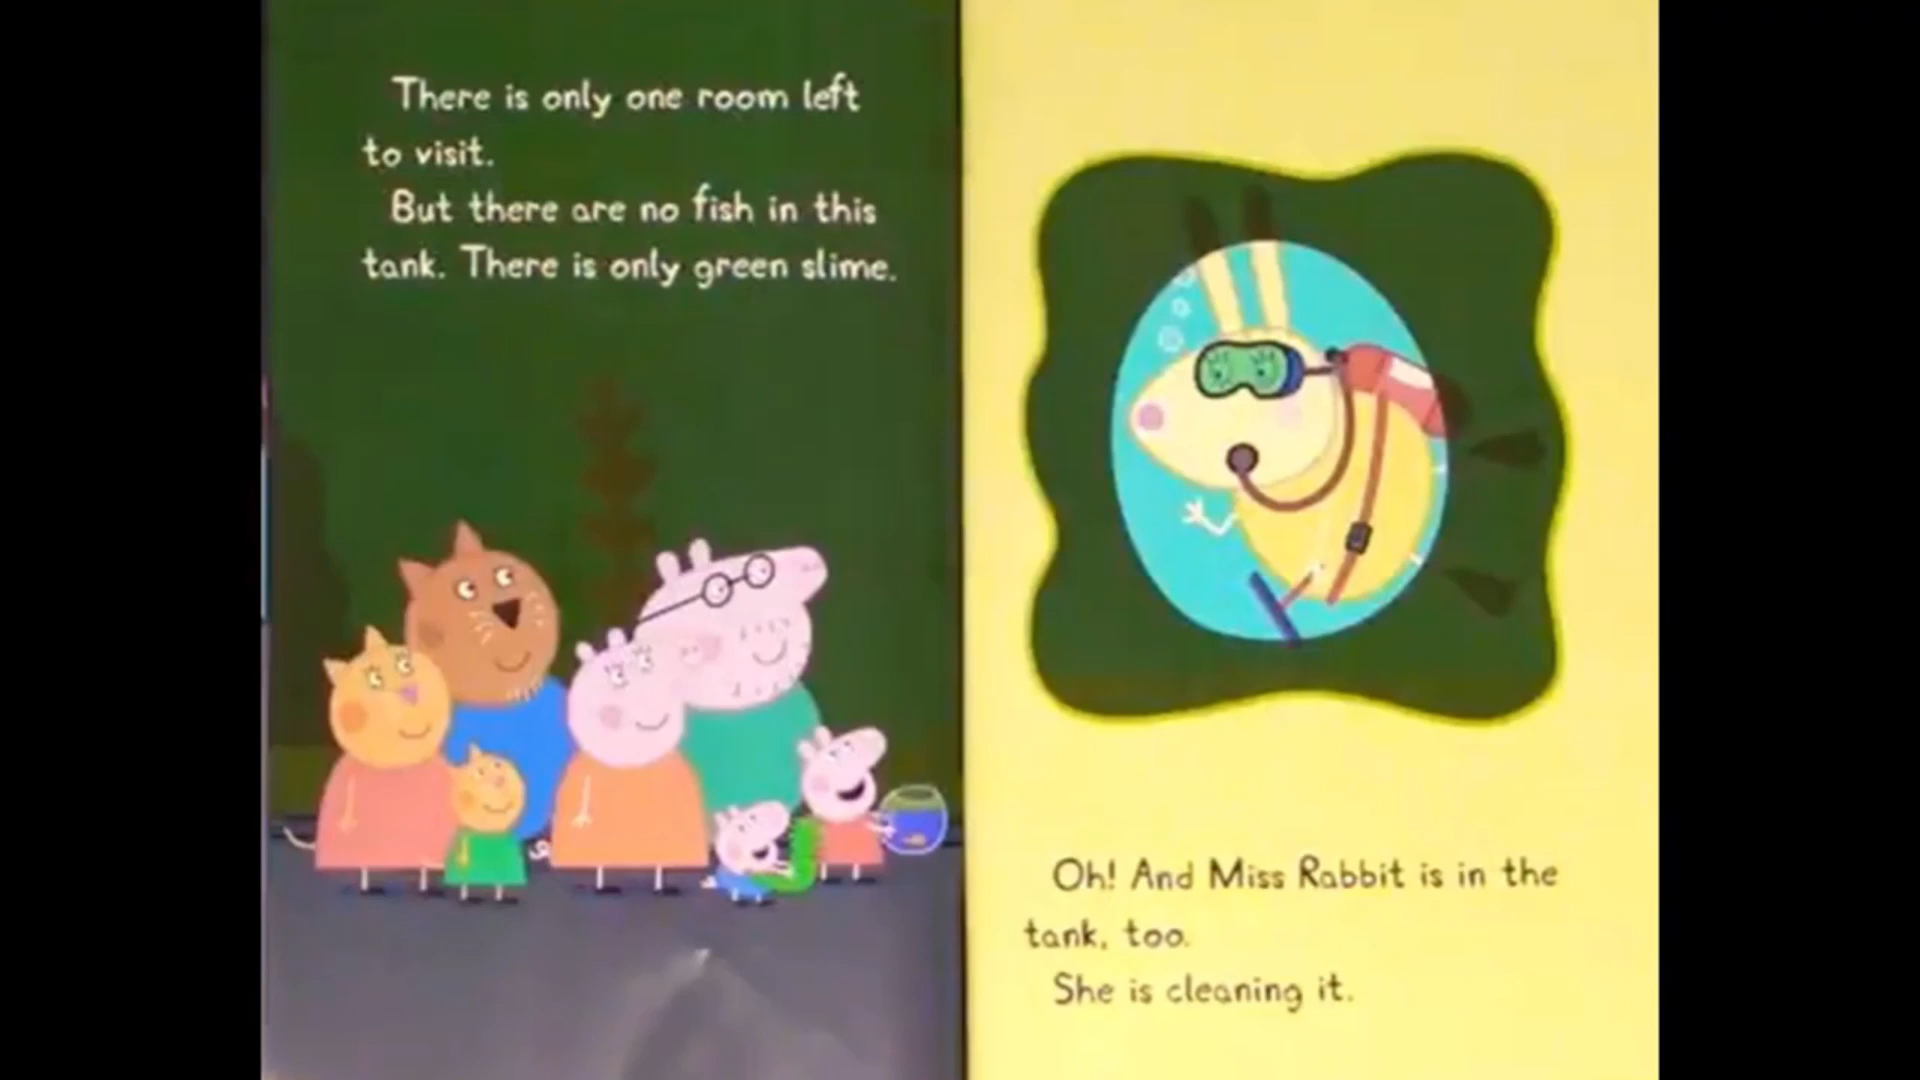 There is only one room left
to visit.
But there are no fish in this
tank. There is only green slime.
Oh! And Miss Rabbit is in the
tank, too.
She is cleaning it.